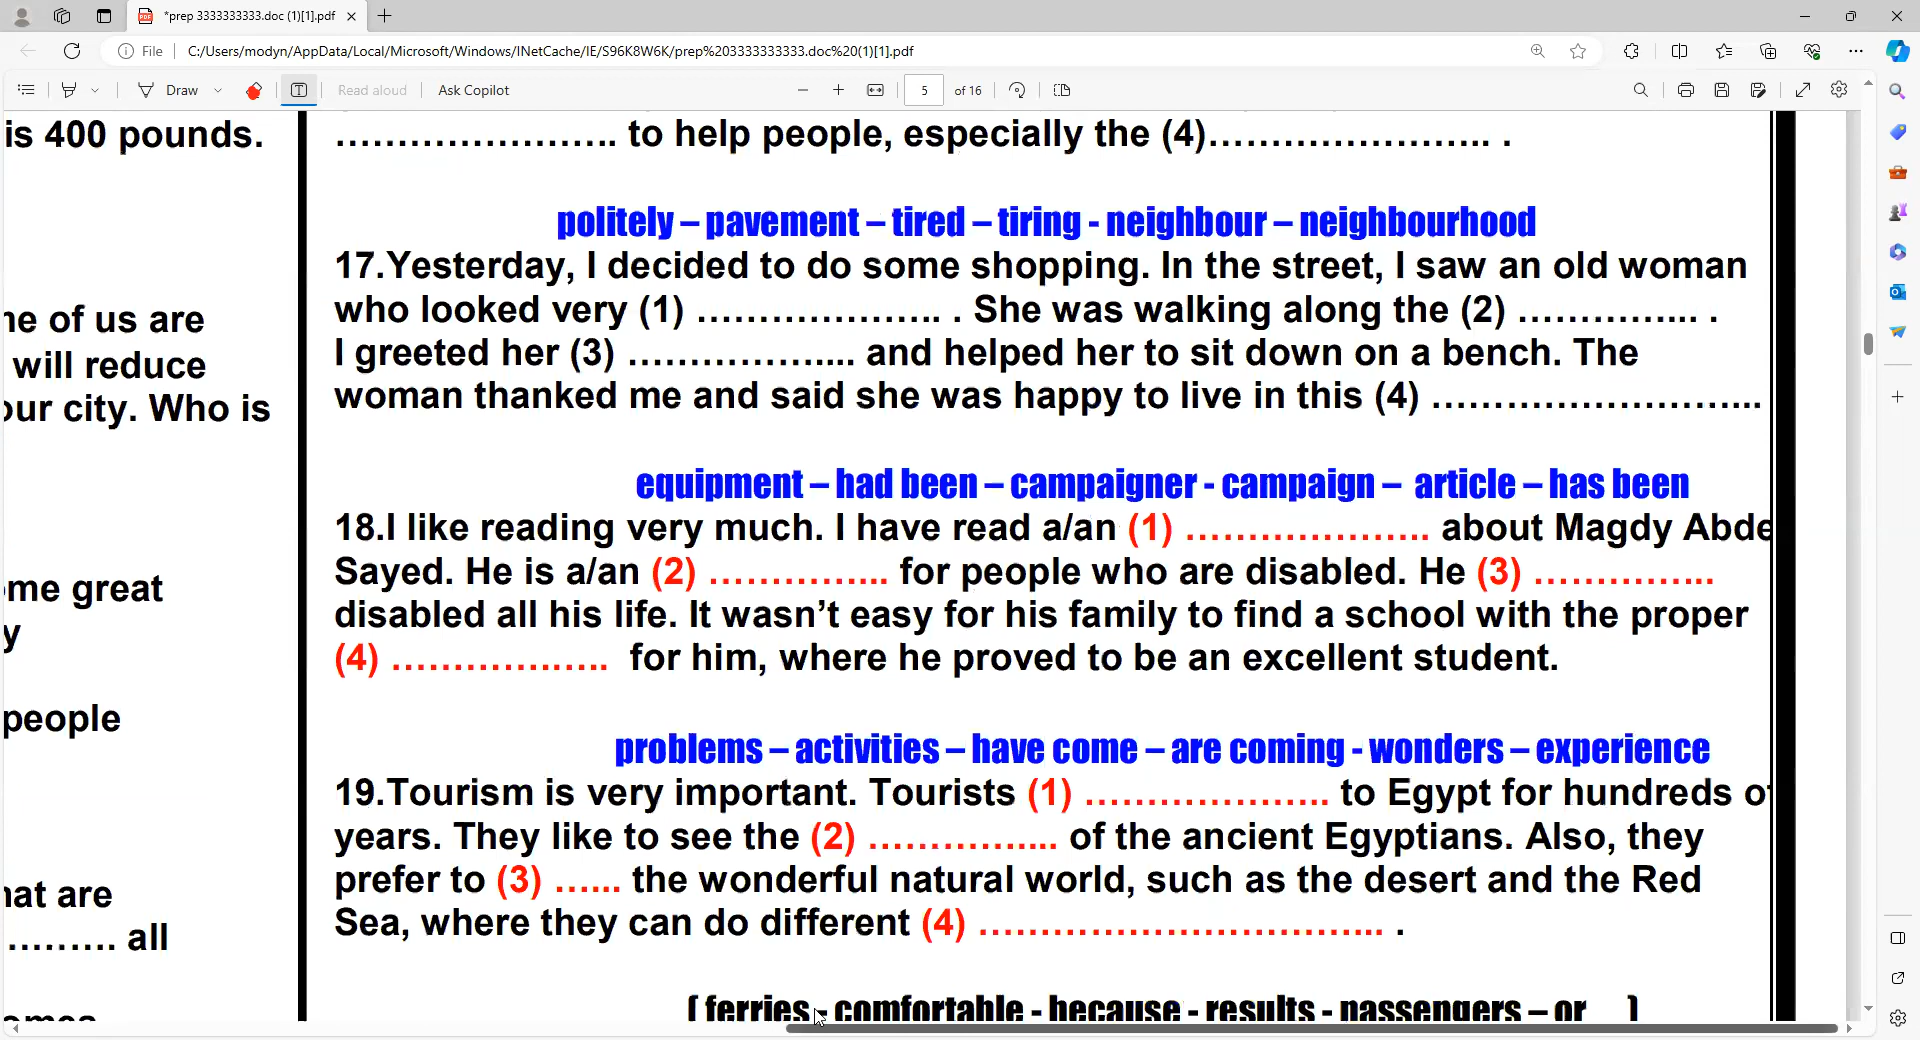 *prep 3333333333.doc (1)[1].pdf
File
C:/Users/modyn/AppData/Local/Microsoft/Windows/INetCache/IE/S96K8W6K/prep%203333333333.doc%20(1)[1].pdf
Draw
Read aloud
Ask Copilot
5 of 16
is 400 pounds.
of us are
will reduce
city. Who is
great
people
are
......... all
........................... to help people, especially the (4)........................... .
politely – pavement – tired – tiring - neighbour – neighbourhood
17.Yesterday, I decided to do some shopping. In the street, I saw an old woman
who looked very (1) ........................ . She was walking along the (2) ................. .
I greeted her (3) ...................... and helped her to sit down on a bench. The
woman thanked me and said she was happy to live in this (4) ...........................
equipment – had been – campaigner - campaign – article – has been
18.I like reading very much. I have read a/an (1) ........................ about Magdy Abde
Sayed. He is a/an (2) ................. for people who are disabled. He (3) .................
disabled all his life. It wasn’t easy for his family to find a school with the proper
(4) ..................... for him, where he proved to be an excellent student.
problems – activities – have come – are coming - wonders – experience
19.Tourism is very important. Tourists (1) ........................ to Egypt for hundreds of
years. They like to see the (2) .................. of the ancient Egyptians. Also, they
prefer to (3) ...... the wonderful natural world, such as the desert and the Red
Sea, where they can do different (4) ....................................... .
( ferries - comfortable - because - results - passengers – or )